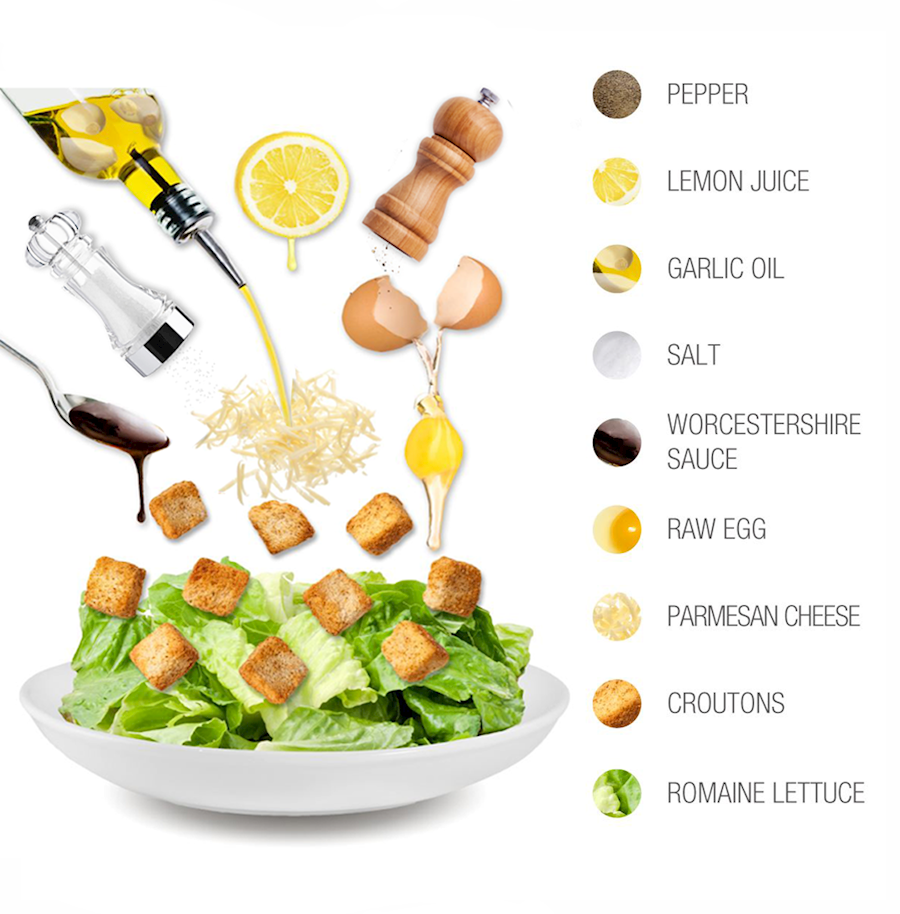 PEPPER
LEMON JUICE
GARLIC OIL
SALT
WORCESTERSHIRE
SAUCE
RAW EGG
PARMESAN CHEESE
CROUTONS
ROMAINE LETTUCE